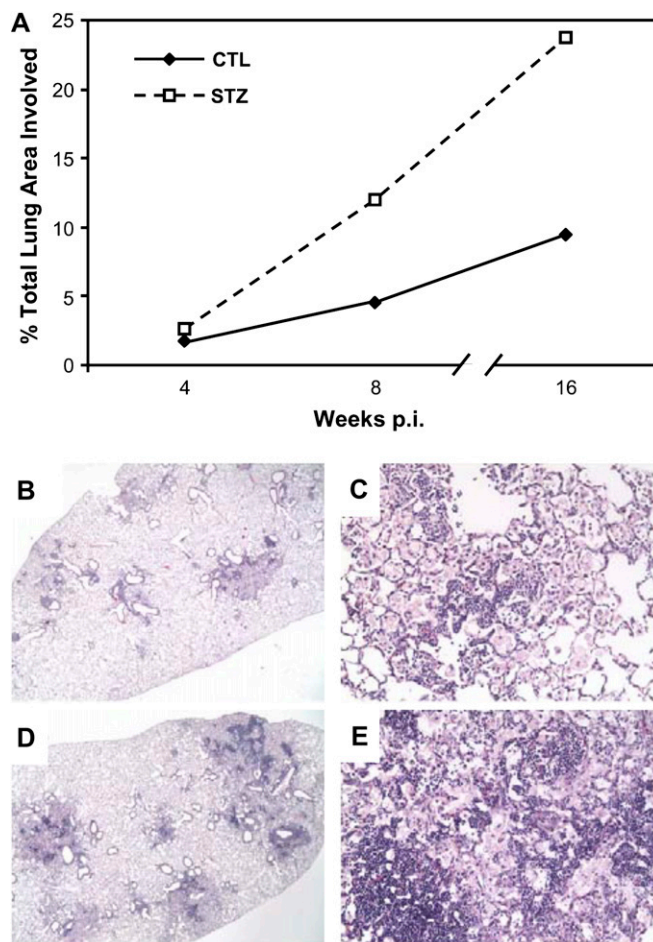 A
25
20
15
10
5
0
% Total Lung Area Involved
CTL
STZ
4
8
16
Weeks p.i.
B
C
D
E